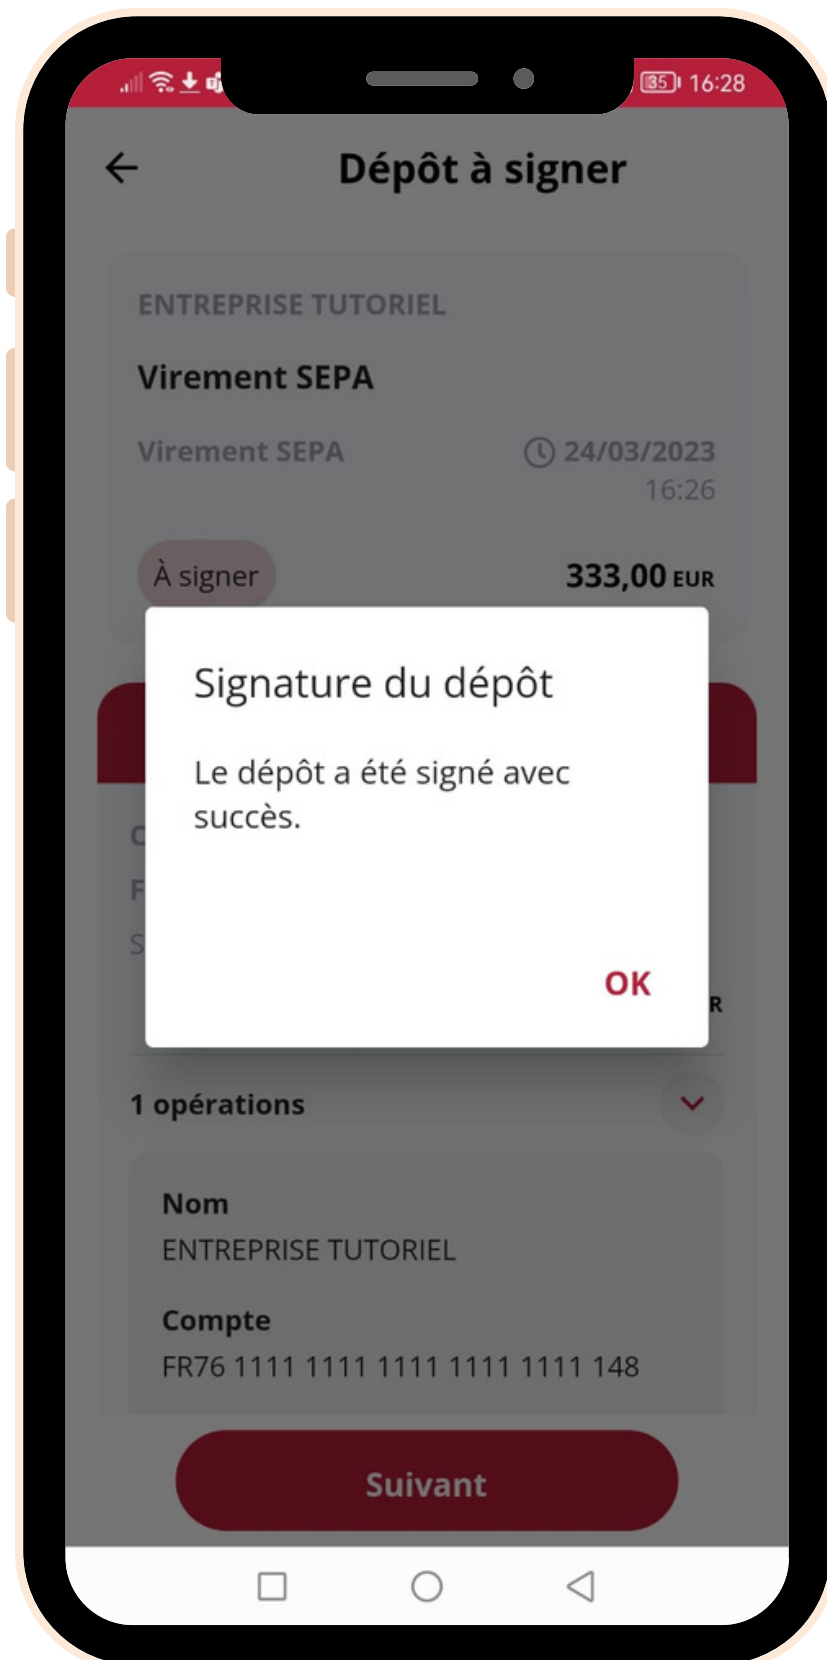 35 16:28
Dépôt à signer
ENTREPRISE TUTORIEL
Virement SEPA
Virement SEPA 24/03/2023
16:26
À signer 333,00 EUR
Signature du dépôt
Le dépôt a été signé avec
succès.
OK
1 opérations
Nom
ENTREPRISE TUTORIEL
Compte
FR76 1111 1111 1111 1111 1111 148
Suivant